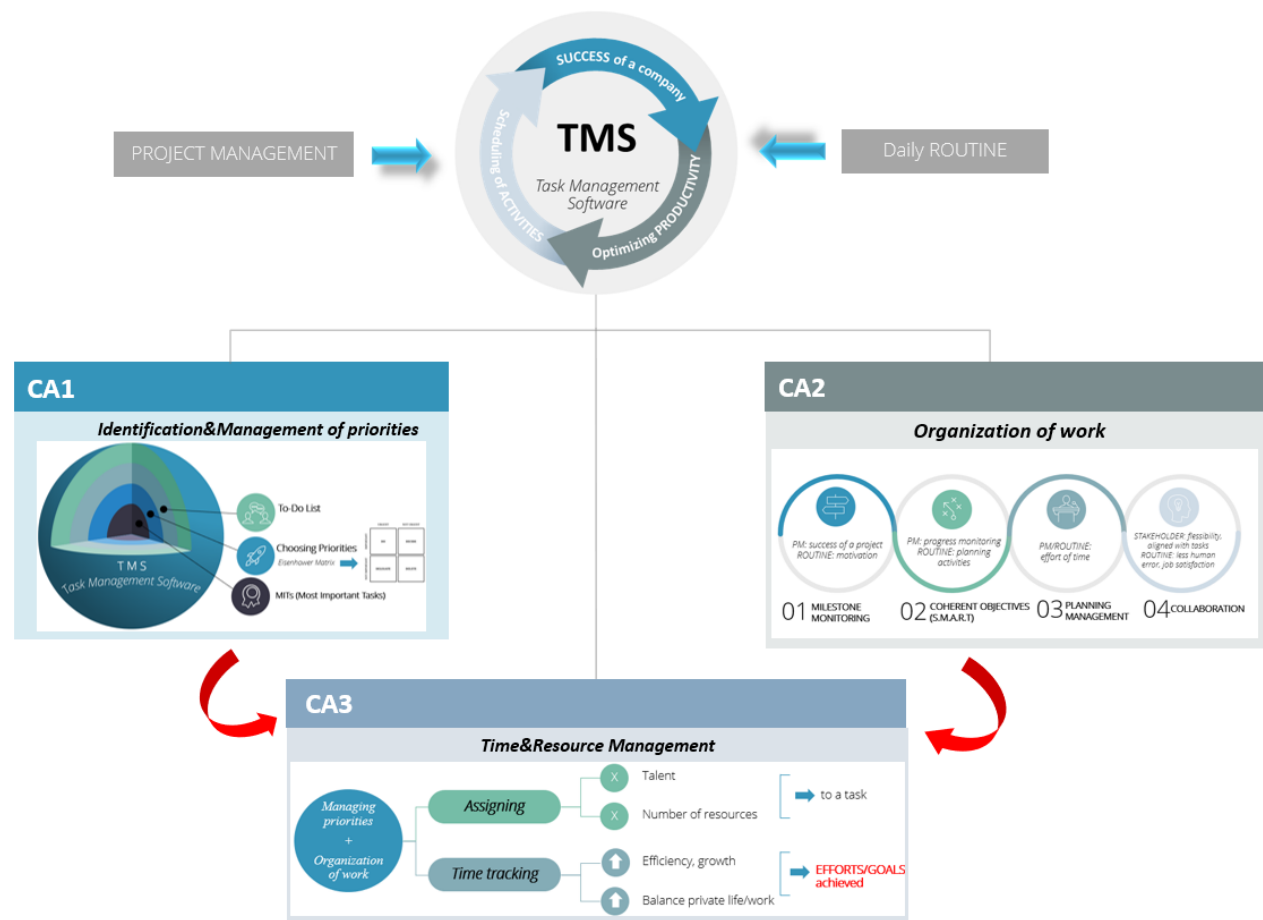 SUCCESS of a company
Scheduling of ACTIVITIES
Optimizing PRODUCTIVITY
TMS
Task Management
Software
PROJECT MANAGEMENT
Daily ROUTINE
CA1
Identification&Management of priorities
To-Do List
Choosing Priorities
Eisenhower Matrix
MITs (Most Important Tasks)
TMS
Task Management Software
CA2
Organization of work
PM: success of a project
ROUTINE: motivation
PM: progress monitoring
ROUTINE: planning
activities
PM/ROUTINE:
effort of time
STAKEHOLDER: flessibility,
aligned with tasks
ROUTINE: less human
error, job satisfaction
01 MILESTONE
MONITORING
02 COHERENT OBJECTIVES
(S.M.A.R.T)
03 PLANNING
MANAGEMENT
04 COLLABORATION
CA3
Time&Resource Management
Managing
priorities
+
Organization
of work
Assigning
X
Talent
X
Number of resources
to a task
Time tracking
Efficiency, growth
Balance private life/work
EFFORTS/GOALS
achieved